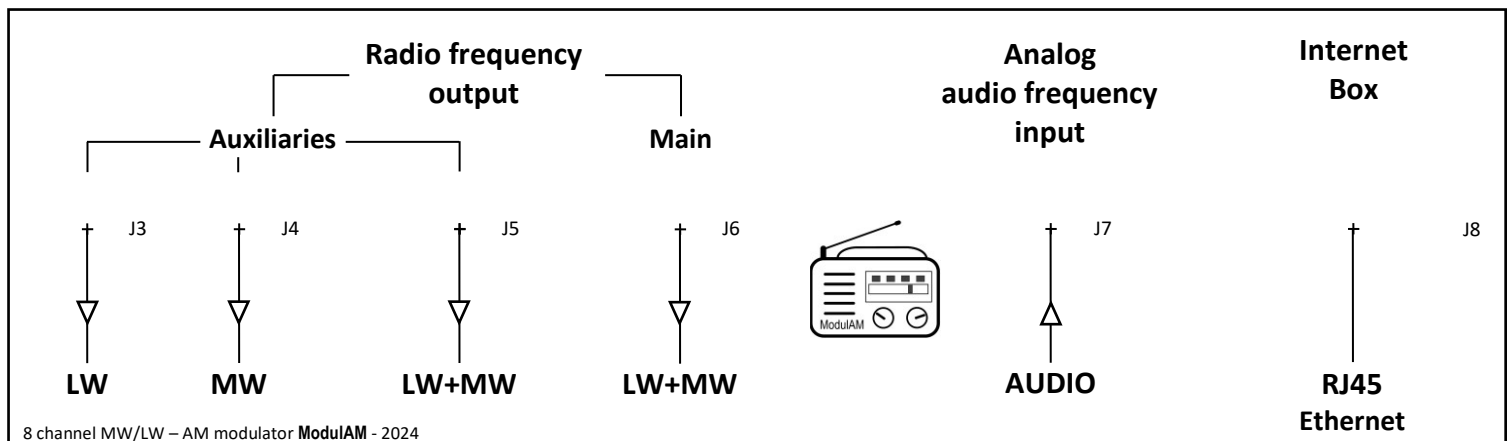 Radio frequency
output
Analog
audio frequency
input
Internet
Box
Auxiliaries
Main
J3
J4
J5
J6
J7
J8
ModulAM
LW
MW
LW+MW
LW+MW
AUDIO
RJ45
Ethernet
8 channel MW/LW – AM modulator ModulAM - 2024